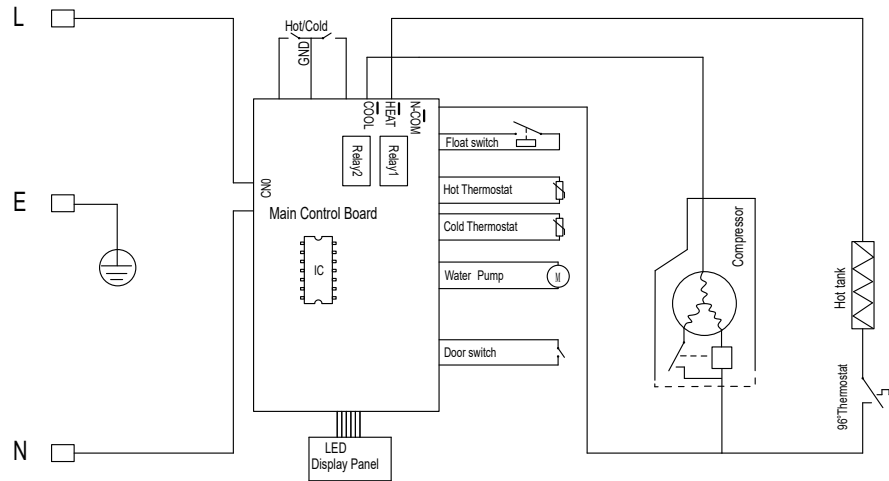 L
Hot/Cold
GND
COOL
HEAT
N-COM
Relay2
Relay1
Float switch
CN0
Hot Thermostat
E
Main Control Board
Cold Thermostat
IC
Water Pump
M
Compressor
Hot tank
Door switch
96°Thermostat
N
LED
Display Panel